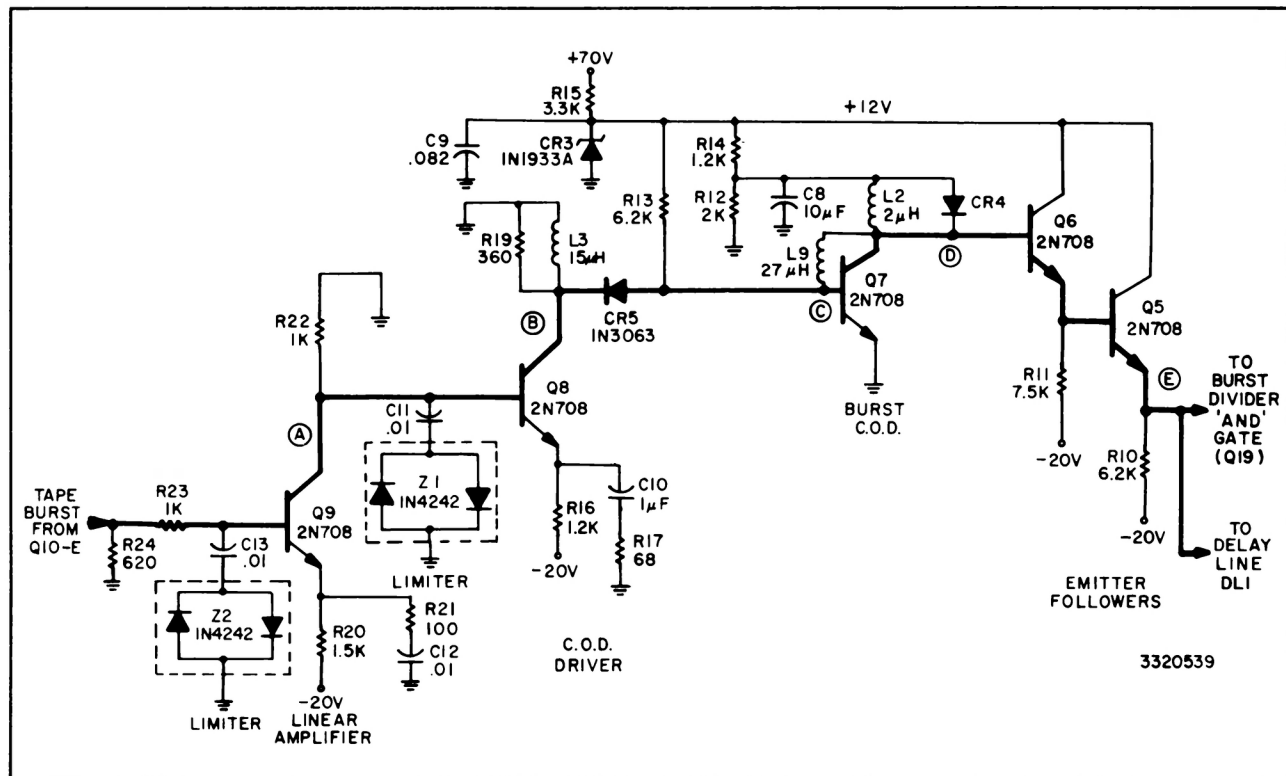 +70V
R15
3.3K
+12V
C9
.082
CR3
1N1933A
R14
1.2K
R13
6.2K
R12
2K
C8
10µF
L2
2µH
CR4
Q6
2N708
R19
360
L3
15µH
L9
27µH
D
Q7
2N708
C
Q5
2N708
R22
1K
B
CR5
1N3063
R11
7.5K
E
TO
BURST
DIVIDER
'AND'
GATE
(Q19)
BURST
C.O.D.
Q8
2N708
A
C11
.01
-20V
R10
6.2K
Z1
1N4242
C10
1µF
R16
1.2K
R17
68
-20V
TAPE
BURST
FROM
Q10-E
R23
1K
Q9
2N708
R24
620
C13
.01
-20V
LIMITER
TO
DELAY
LINE
DL1
EMITTER
FOLLOWERS
Z2
1N4242
R21
100
R20
1.5K
C12
.01
C.O.D.
DRIVER
3320539
-20V
LIMITER
LINEAR
AMPLIFIER